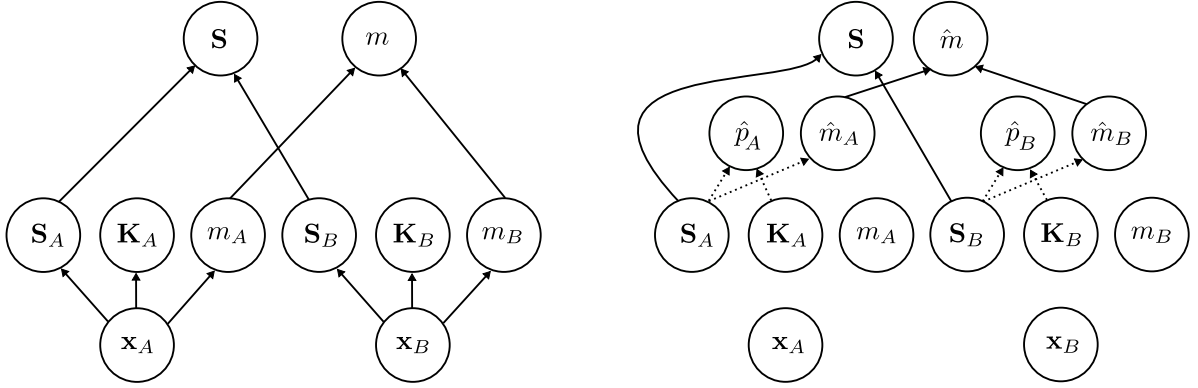 S m S m̂
p̂_A m̂_A p̂_B m̂_B
S_A K_A m_A S_B K_B m_B S_A K_A m_A S_B K_B m_B
x_A x_B x_A x_B